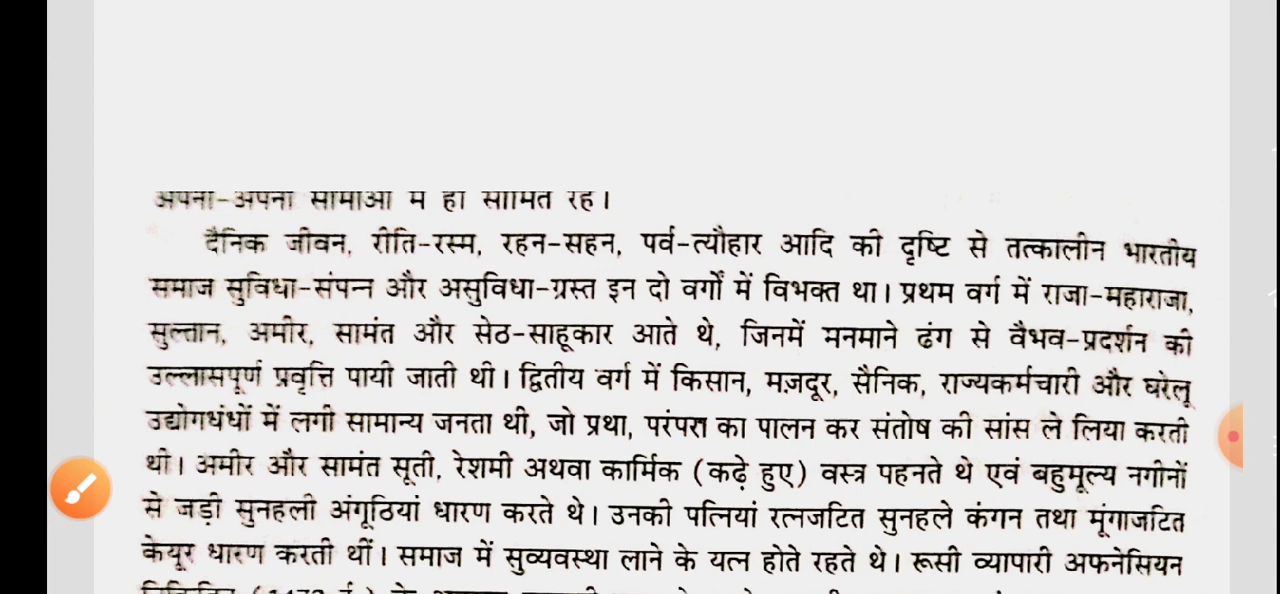 अपना-अपना सीमाओं में ही सीमित रहे।
दैनिक जीवन, रीति-रस्म, रहन-सहन, पर्व-त्यौहार आदि की दृष्टि से तत्कालीन भारतीय
समाज सुविधा-संपन्न और असुविधा-ग्रस्त इन दो वर्गों में विभक्त था। प्रथम वर्ग में राजा-महाराजा,
सुल्तान, अमीर, सामंत और सेठ-साहूकार आते थे, जिनमें मनमाने ढंग से वैभव-प्रदर्शन की
उल्लासपूर्ण प्रवृत्ति पायी जाती थी। द्वितीय वर्ग में किसान, मज़दूर, सैनिक, राज्यकर्मचारी और घरेलू
उद्योगधंधों में लगी सामान्य जनता थी, जो प्रथा, परंपरा का पालन कर संतोष की सांस ले लिया करती
थी। अमीर और सामंत सूती, रेशमी अथवा कार्मिक (कढ़े हुए) वस्त्र पहनते थे एवं बहुमूल्य नगीनों
से जड़ी सुनहली अंगूठियां धारण करते थे। उनकी पत्नियां रत्नजटित सुनहले कंगन तथा मूंगाजटित
केयूर धारण करती थीं। समाज में सुव्यवस्था लाने के यत्न होते रहते थे। रूसी व्यापारी अफनेसियन